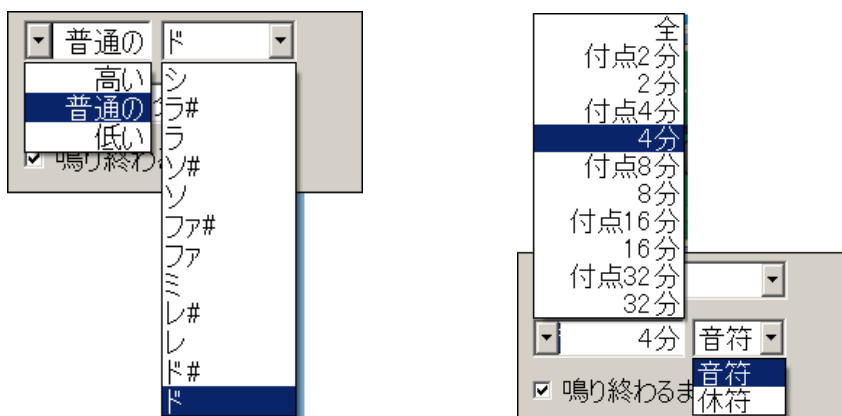 普通の ド
高い
普通の
低い
シ
ラ#
ラ
ソ#
ソ
ファ#
ファ
ミ
レ#
レ
ド#
ド
鳴り終わる
全
付点2分
2分
付点4分
4分
付点8分
8分
付点16分
16分
付点32分
32分
4分 音符
音符
休符
鳴り終わるま